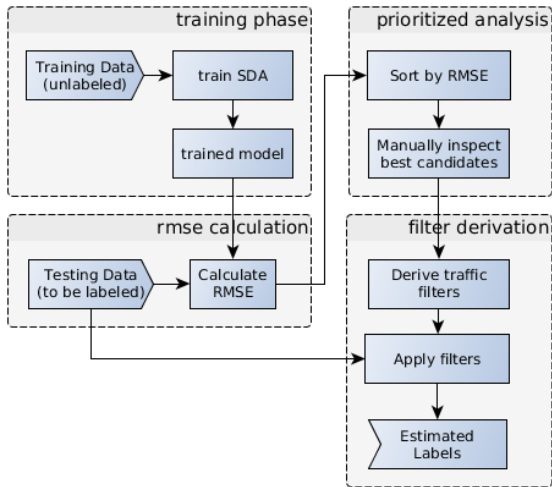 training phase
Training Data
(unlabeled)
train SDA
trained model
rmse calculation
Testing Data
(to be labeled)
Calculate
RMSE
prioritized analysis
Sort by RMSE
Manually inspect
best candidates
filter derivation
Derive traffic
filters
Apply filters
Estimated
Labels